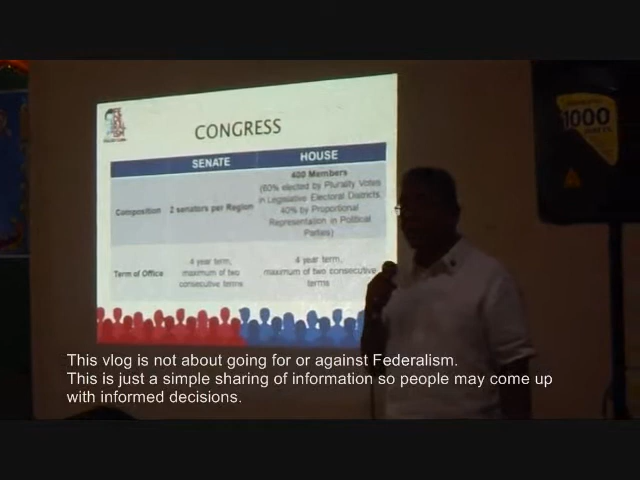 CONGRESS
SENATE
HOUSE
Composition
2 senators per Region
400 Members
(60% elected by Plurality Votes
in Legislative Electoral Districts,
40% by Proportional
Representation in Political
Parties)
Term of Office
4 year term,
maximum of two
consecutive terms
4 year term,
maximum of two consecutive
terms
1000
This vlog is not about going for or against Federalism.
This is just a simple sharing of information so people may come up
with informed decisions.